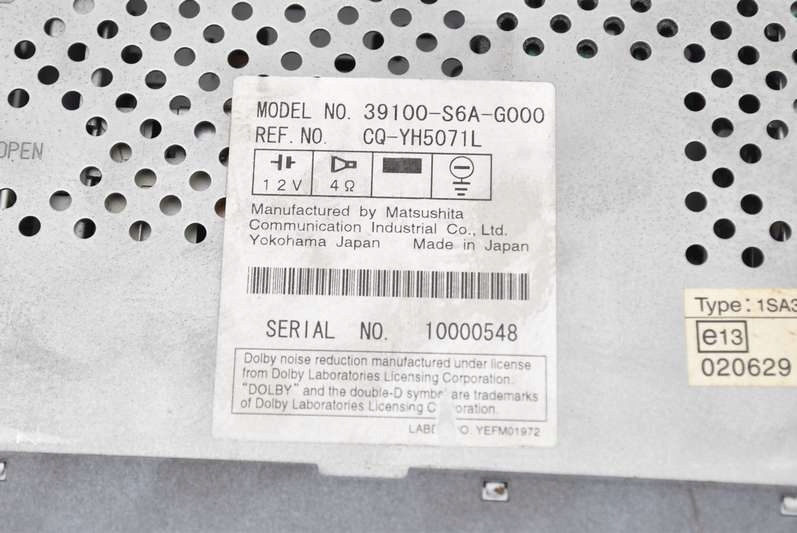 OPEN
MODEL NO. 39100-S6A-G000
REF. NO. CQ-YH5071L
12V 4Ω
Manufactured by Matsushita
Communication Industrial Co., Ltd.
Yokohama Japan Made in Japan
SERIAL NO. 10000548
Dolby noise reduction manufactured under license
from Dolby Laboratories Licensing Corporation.
"DOLBY" and the double-D are trademarks
of Dolby Laboratories Licensing
YEFM01972
Type: 1SA3
e13
020629